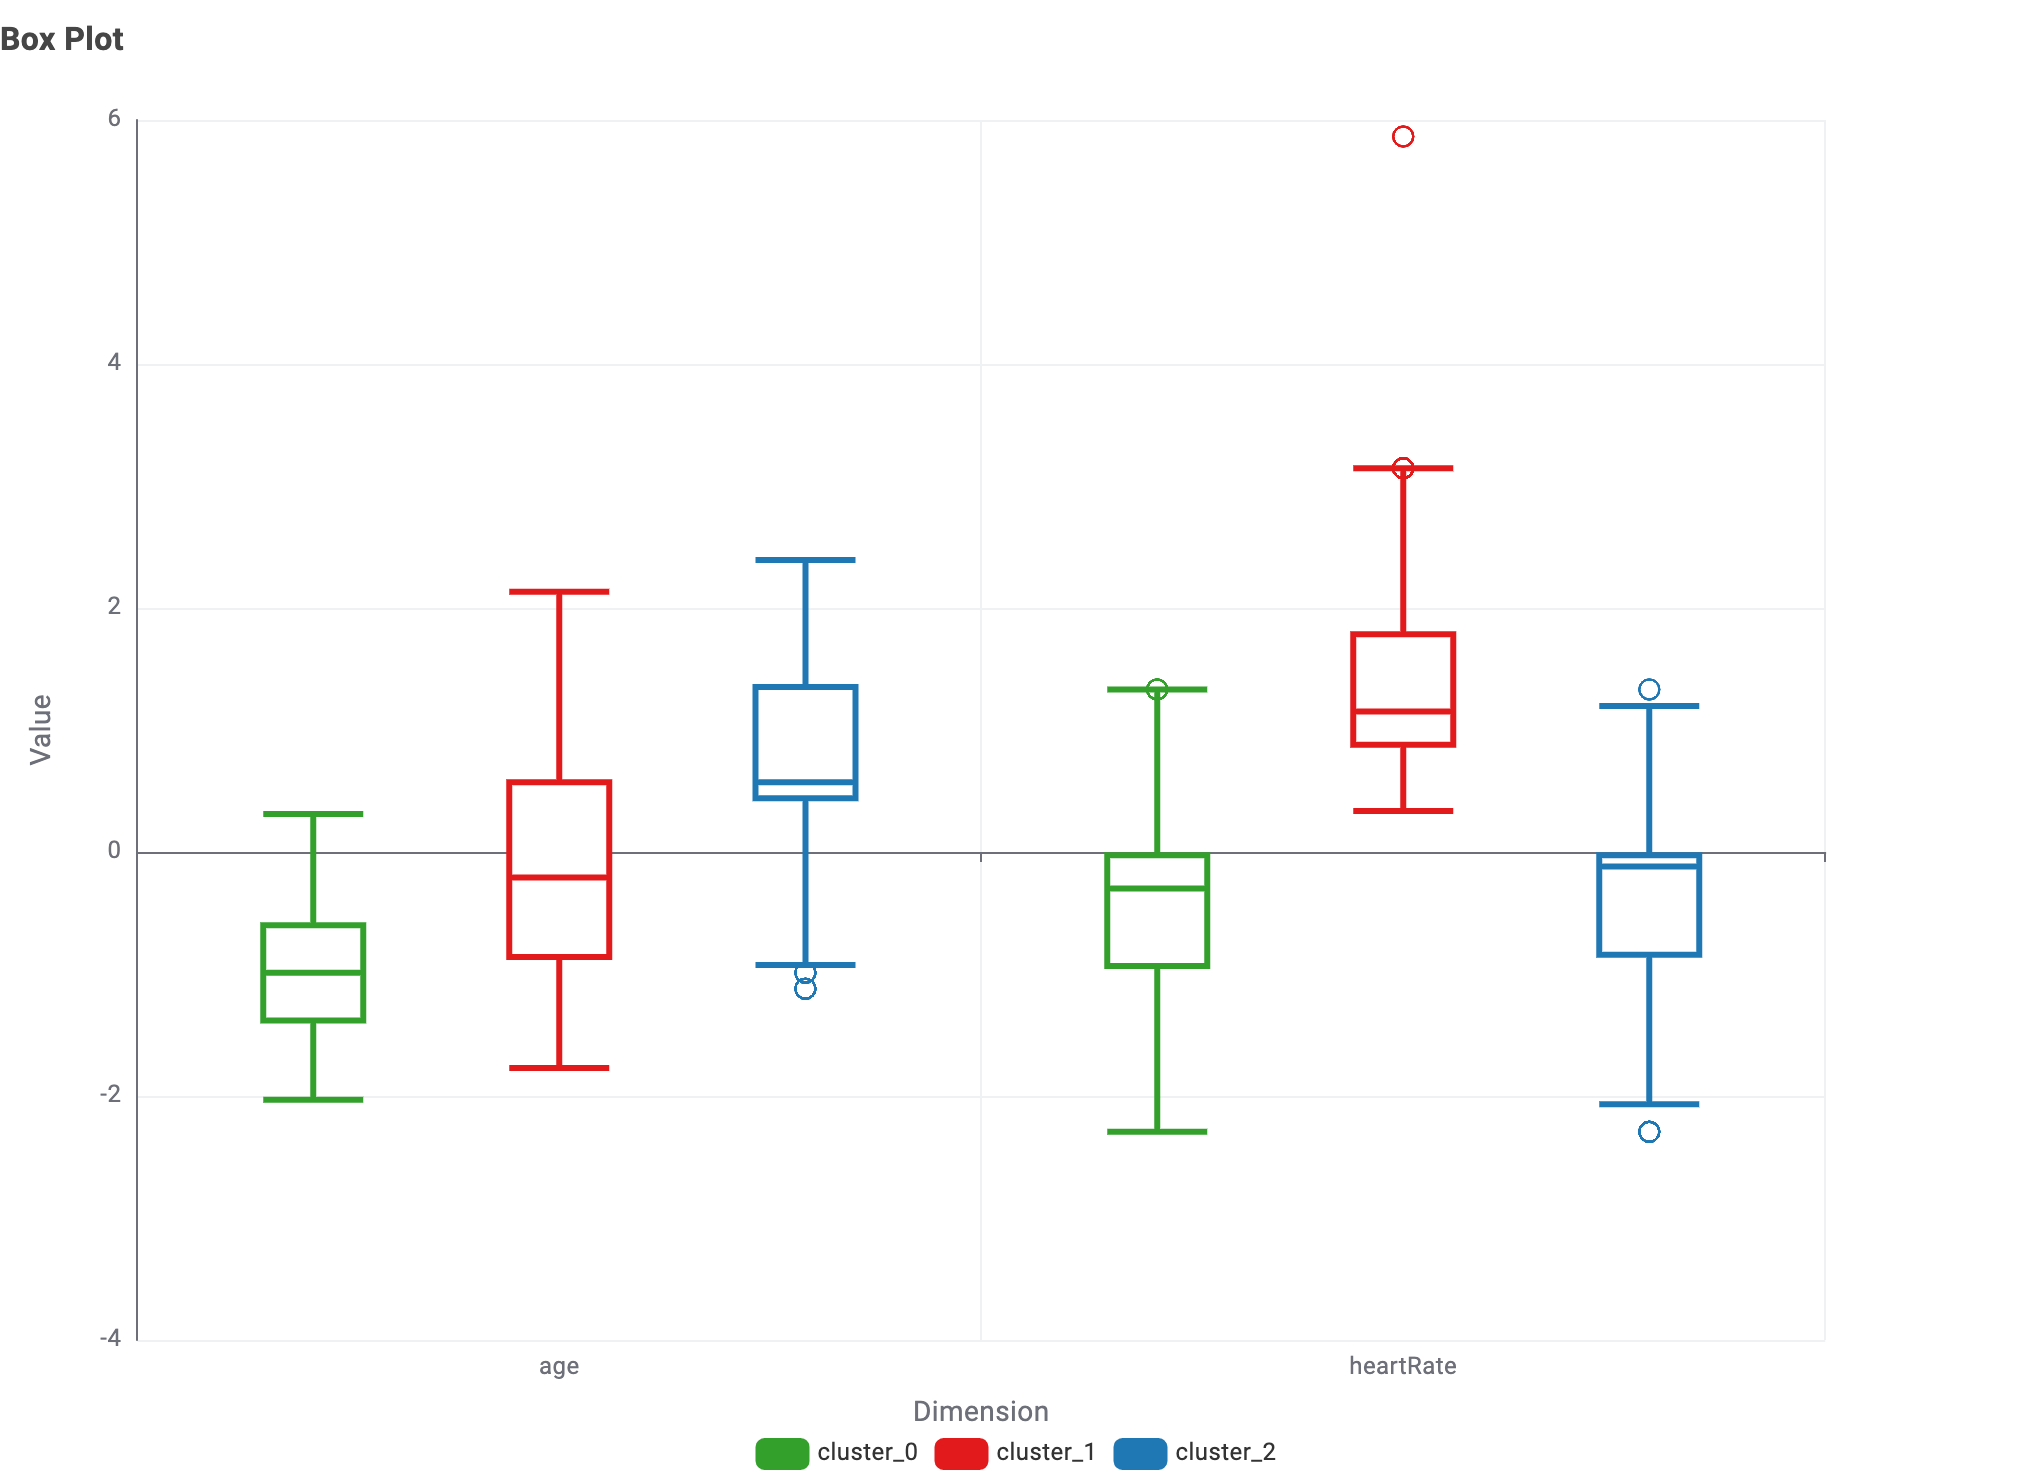 Box Plot
6
4
2
0
-2
-4
Value
age heartRate
Dimension
cluster_0 cluster_1 cluster_2